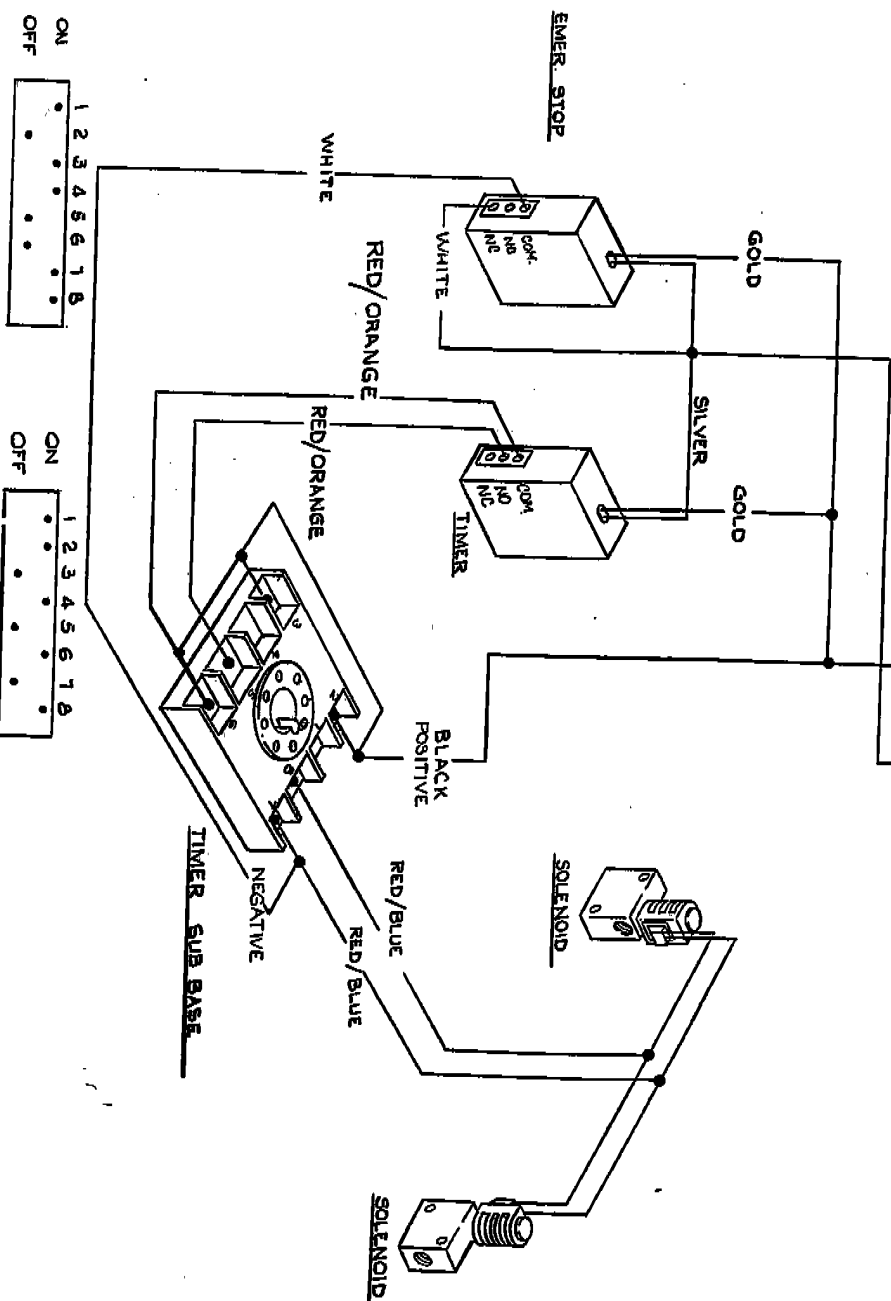 EMER. STOP
ON
OFF
1 2 3 4 5 6 7 8
WHITE
COM.
NO
NC
WHITE
GOLD
SILVER
RED/ORANGE
RED/ORANGE
COM.
NO
NC
TIMER
GOLD
ON
OFF
1 2 3 4 5 6 7 8
BLACK
POSITIVE
NEGATIVE
TIMER SUB BASE
RED/BLUE
RED/BLUE
SOLENOID
SOLENOID